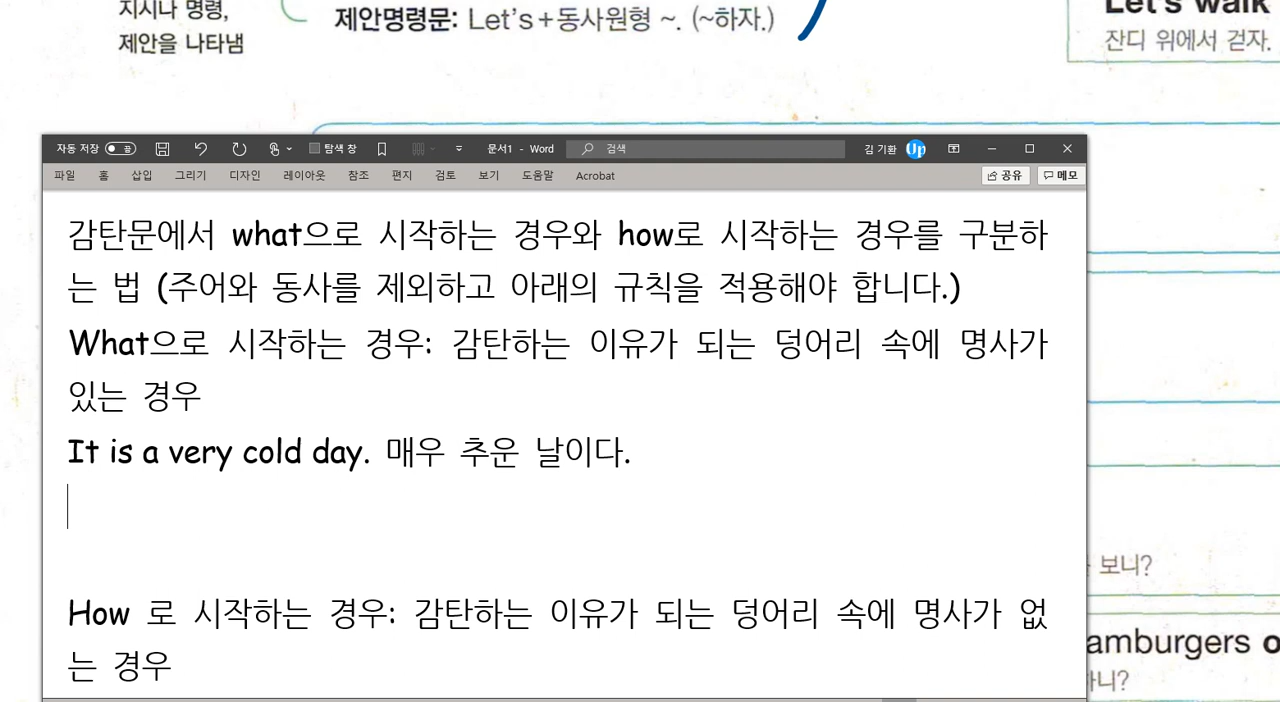 지시나 명령,
제안을 나타냄
제안명령문: Let's+동사원형 ~. (~하자.)
Let's walk
잔디 위에서 걷자.
자동 저장 끔 탐색 창 문서1 - Word 검색 김 기환 Up
파일 홈 삽입 그리기 디자인 레이아웃 참조 편지 검토 보기 도움말 Acrobat 공유 메모
감탄문에서 what으로 시작하는 경우와 how로 시작하는 경우를 구분하
는 법 (주어와 동사를 제외하고 아래의 규칙을 적용해야 합니다.)
What으로 시작하는 경우: 감탄하는 이유가 되는 덩어리 속에 명사가
있는 경우
It is a very cold day. 매우 추운 날이다.
How 로 시작하는 경우: 감탄하는 이유가 되는 덩어리 속에 명사가 없
는 경우
보니?
amburgers o
니?